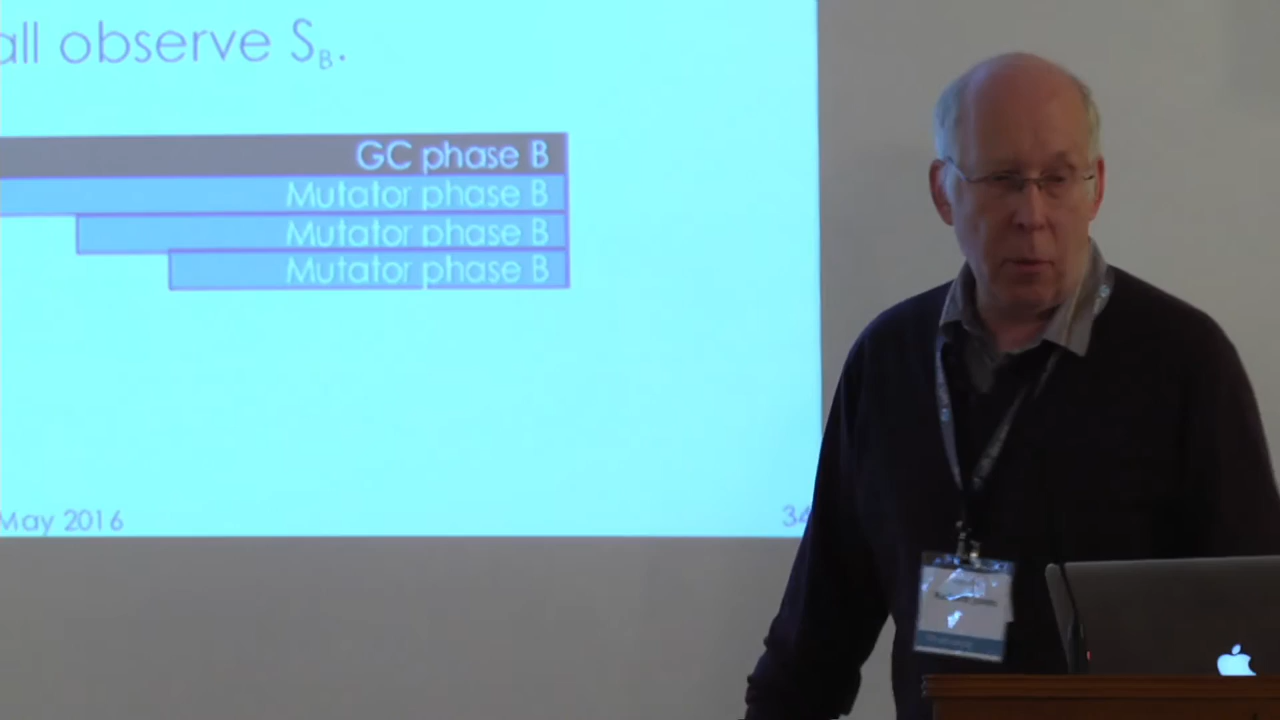 all observe S_B.
GC phase B
Mutator phase B
Mutator phase B
Mutator phase B
May 2016
34